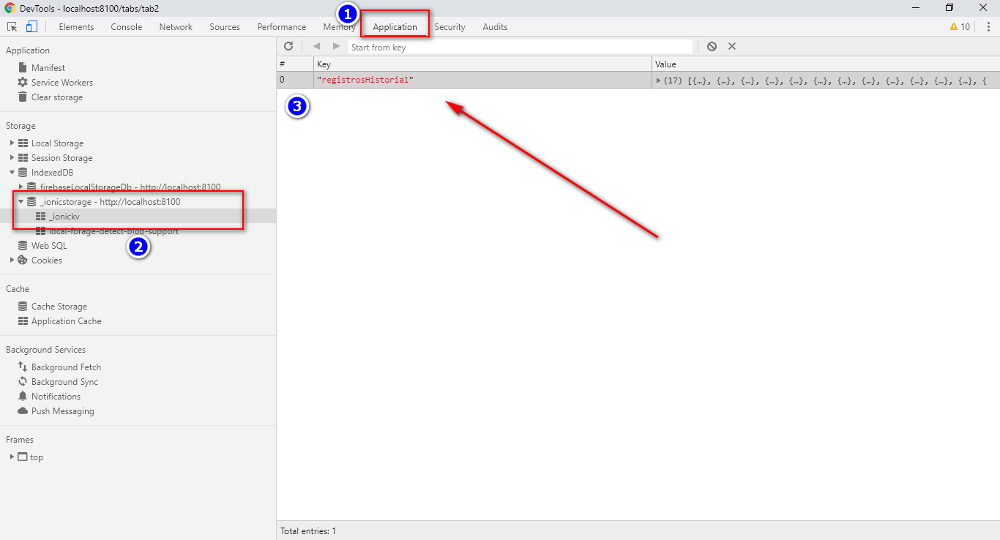 DevTools - localhost:8100/tabs/tab2
Elements Console Network Sources Performance Memory 1 Application Security Audits 10
Application
Manifest
Service Workers
Clear storage
Storage
Local Storage
Session Storage
IndexedDB
firebaseLocalStorageDb - http://localhost:8100
_ionicstorage - http://localhost:8100
_ionickv
local-forage-detect-blob-support
2
Web SQL
Cookies
Cache
Cache Storage
Application Cache
Background Services
Background Fetch
Background Sync
Notifications
Push Messaging
Frames
top
Start from key
# Key Value
0 "registrosHistorial" (17) [{…}, {…}, {…}, {…}, {…}, {…}, {…}, {…}, {…}, {…}, {…}, {…}, {
3
Total entries: 1